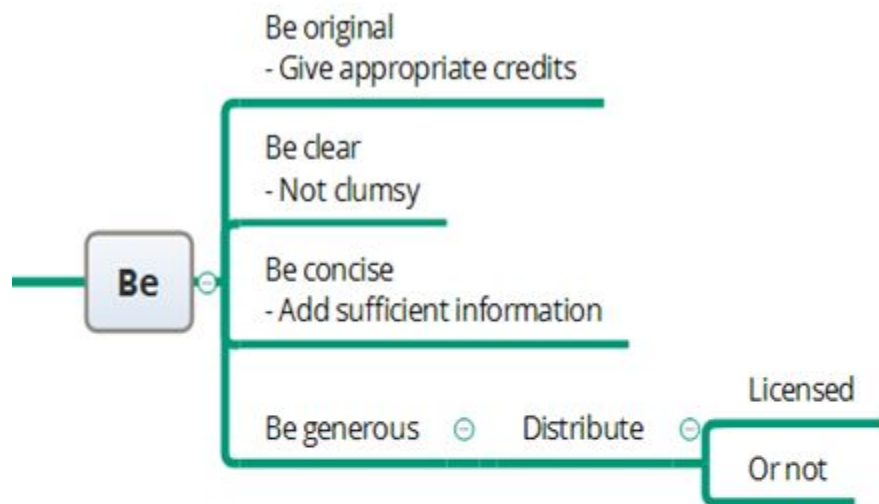 Be original
- Give appropriate credits
Be clear
- Not clumsy
Be
Be concise
- Add sufficient information
Be generous
Distribute
Licensed
Or not